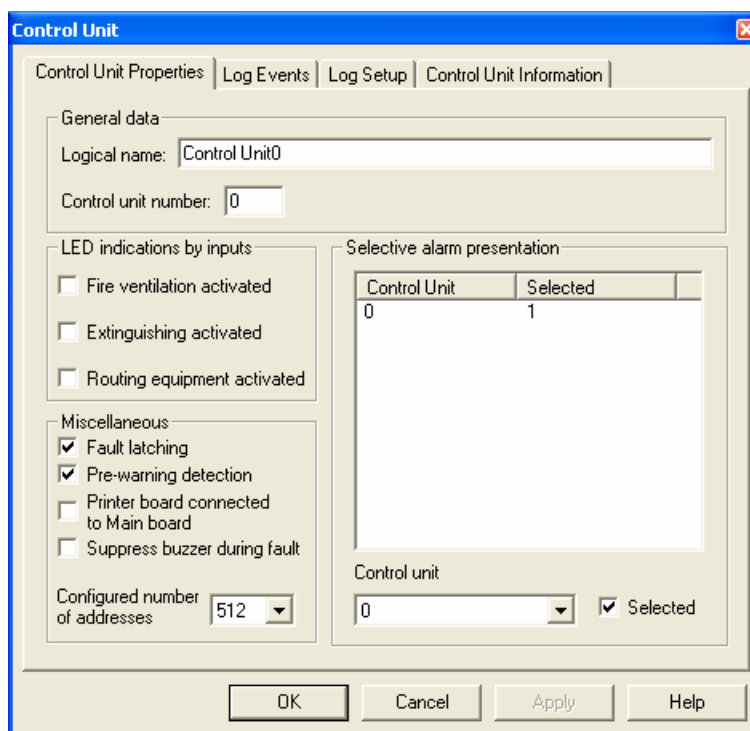 Control Unit
Control Unit Properties
Log Events
Log Setup
Control Unit Information
General data
Logical name: Control Unit0
Control unit number: 0
LED indications by inputs
Fire ventilation activated
Extinguishing activated
Routing equipment activated
Miscellaneous
Fault latching
Pre-warning detection
Printer board connected
to Main board
Suppress buzzer during fault
Configured number
of addresses
512
Selective alarm presentation
Control Unit Selected
0 1
Control unit
0
Selected
OK
Cancel
Apply
Help